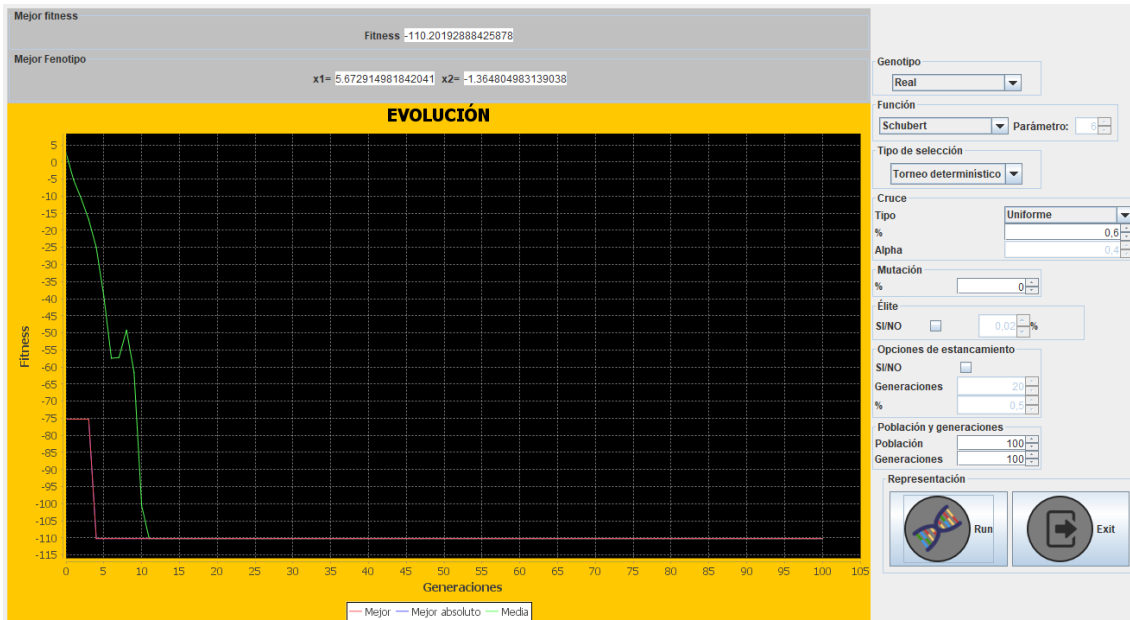 Mejor fitness
Fitness -110.20192888425878
Mejor Fenotipo
x1= 5.672914981842041 x2= -1.364804983139038
EVOLUCIÓN
Fitness
5
0
-5
-10
-15
-20
-25
-30
-35
-40
-45
-50
-55
-60
-65
-70
-75
-80
-85
-90
-95
-100
-105
-110
-115
0 5 10 15 20 25 30 35 40 45 50 55 60 65 70 75 80 85 90 95 100 105
Generaciones
Mejor Mejor absoluto Media
Genotipo
Real
Función
Schubert Parámetro: 6
Tipo de selección
Torneo determinístico
Cruce
Tipo Uniforme
% 0,6
Alpha 0,4
Mutación
% 0
Élite
SI/NO 0,02 %
Opciones de estancamiento
SI/NO
Generaciones 20
% 0,5
Población y generaciones
Población 100
Generaciones 100
Representación
Run Exit